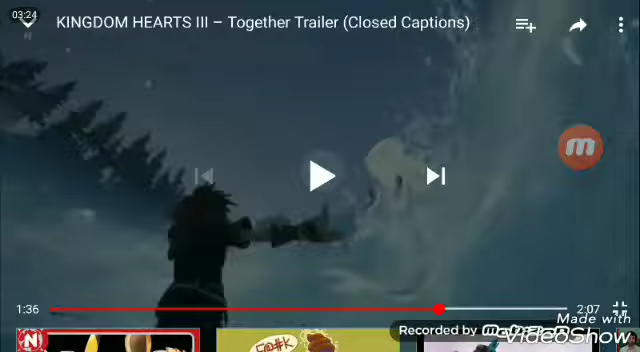 03:24
KINGDOM HEARTS III – Together Trailer (Closed Captions)
1:36
2:07
Made with
Recorded by
VideoShow
N
@#K